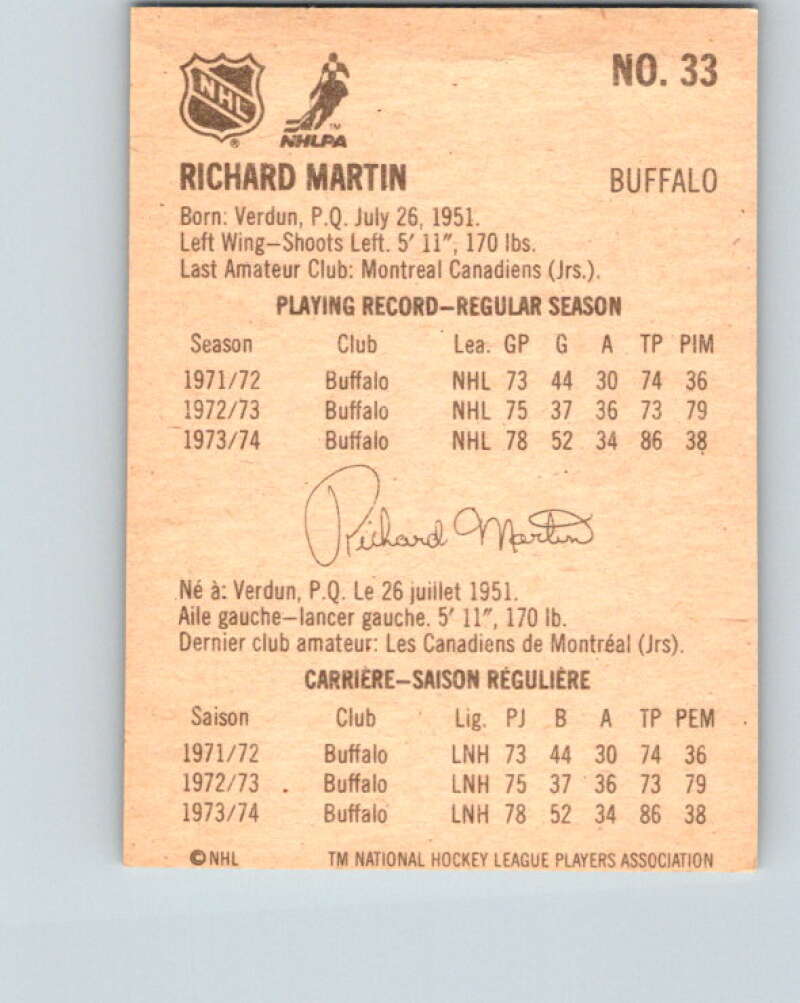 NHL
®
NHLPA
TM
NO. 33
RICHARD MARTIN BUFFALO
Born: Verdun, P.Q. July 26, 1951.
Left Wing—Shoots Left. 5′ 11″, 170 lbs.
Last Amateur Club: Montreal Canadiens (Jrs.).
PLAYING RECORD—REGULAR SEASON
Season Club Lea. GP G A TP PIM
1971/72 Buffalo NHL 73 44 30 74 36
1972/73 Buffalo NHL 75 37 36 73 79
1973/74 Buffalo NHL 78 52 34 86 38
Richard Martin
Né à: Verdun, P.Q. Le 26 juillet 1951.
Aile gauche—lancer gauche. 5′ 11″, 170 lb.
Dernier club amateur: Les Canadiens de Montréal (Jrs).
CARRIÈRE—SAISON RÉGULIÈRE
Saison Club Lig. PJ B A TP PEM
1971/72 Buffalo LNH 73 44 30 74 36
1972/73 Buffalo LNH 75 37 36 73 79
1973/74 Buffalo LNH 78 52 34 86 38
©NHL TM NATIONAL HOCKEY LEAGUE PLAYERS ASSOCIATION